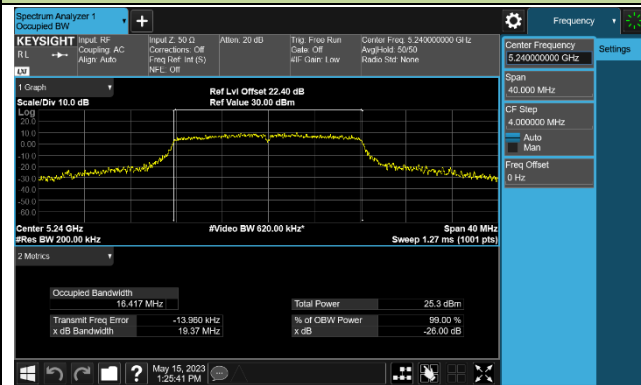 Spectrum Analyzer 1
Occupied BW
Frequency
KEYSIGHT
RL
LXI
Input: RF
Coupling: AC
Align: Auto
Input Z: 50 Ω
Corrections: Off
Freq Ref: Int (S)
NFE: Off
Atten: 20 dB
Trig: Free Run
Gate: Off
#IF Gain: Low
Center Freq: 5.240000000 GHz
Avg|Hold: 50/50
Radio Std: None
Center Frequency
5.240000000 GHz
Settings
Span
40.000 MHz
CF Step
4.000000 MHz
Auto
Man
Freq Offset
0 Hz
1 Graph
Scale/Div 10.0 dB
Ref Lvl Offset 22.40 dB
Ref Value 30.00 dBm
Log
20.0
10.0
0.00
-10.0
-20.0
-30.0
-40.0
-50.0
-60.0
Center 5.24 GHz
#Res BW 200.00 kHz
#Video BW 620.00 kHz*
Span 40 MHz
Sweep 1.27 ms (1001 pts)
2 Metrics
Occupied Bandwidth
16.417 MHz
Transmit Freq Error -13.960 kHz
x dB Bandwidth 19.37 MHz
Total Power 25.3 dBm
% of OBW Power 99.00 %
x dB -26.00 dB
May 15, 2023
1:25:41 PM